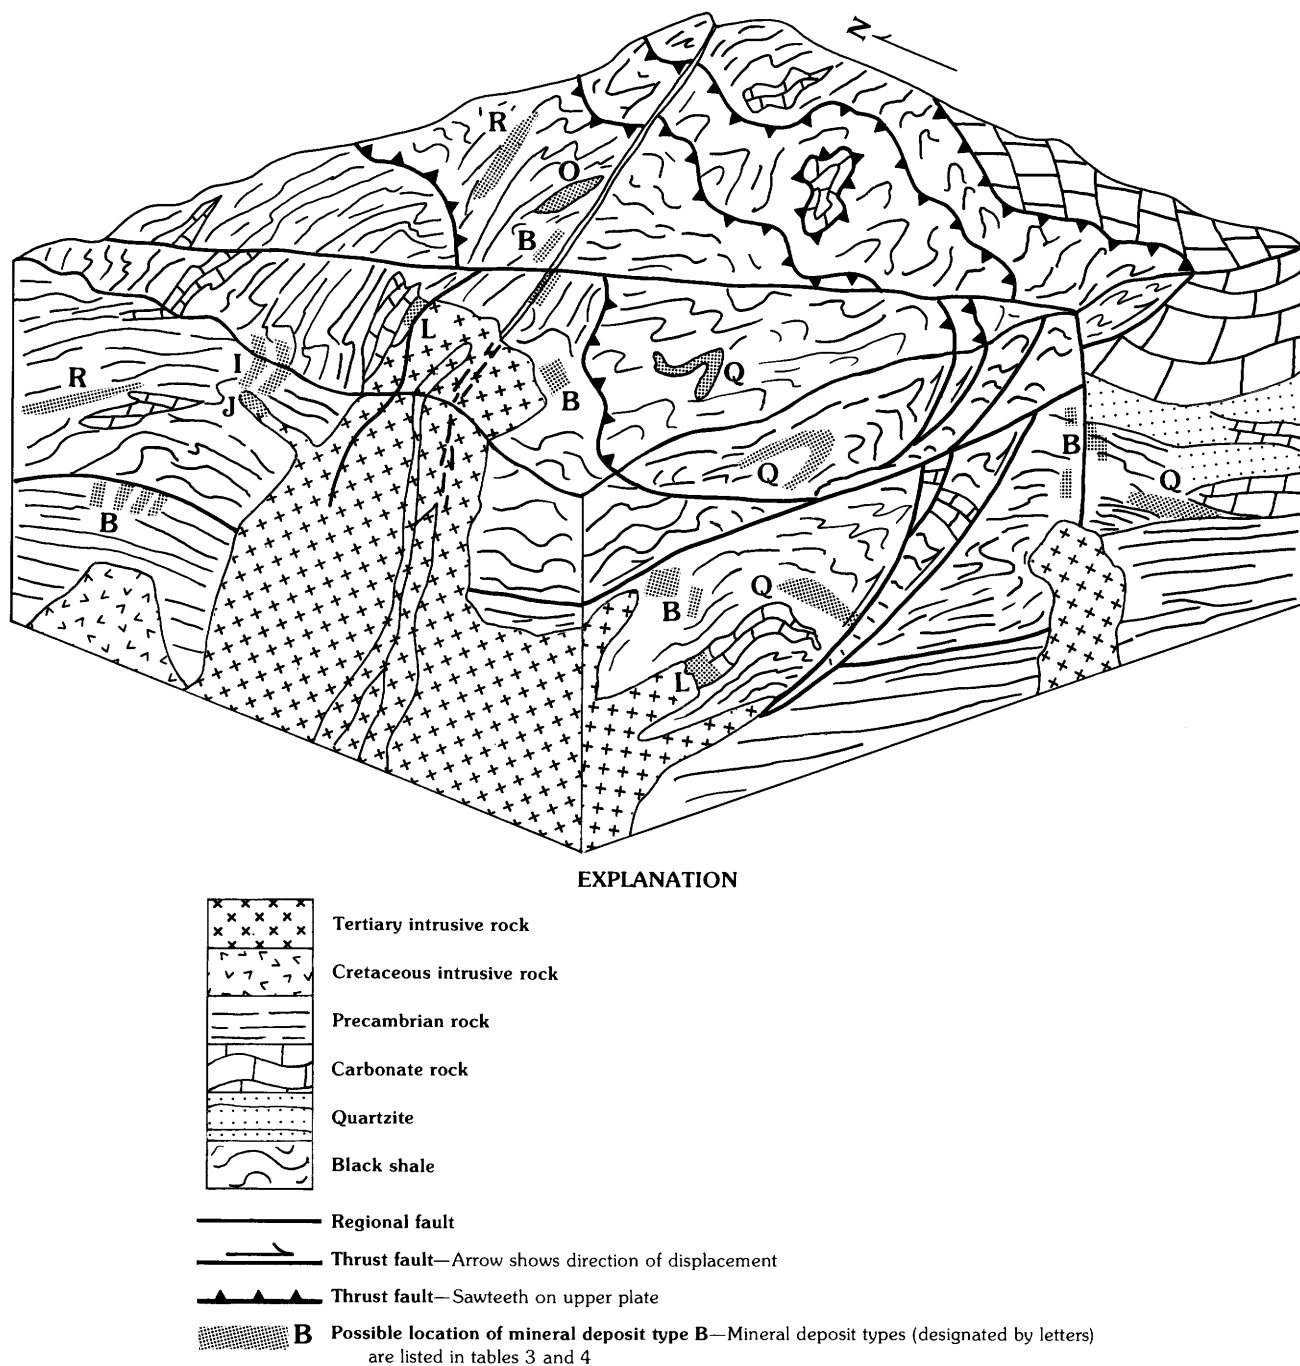 N
R
O
B
L
I
R
J
Q
B
B
Q
Q
B
B
Q
L
EXPLANATION
Tertiary intrusive rock
Cretaceous intrusive rock
Precambrian rock
Carbonate rock
Quartzite
Black shale
Regional fault
Thrust fault—Arrow shows direction of displacement
Thrust fault—Sawteeth on upper plate
B Possible location of mineral deposit type B—Mineral deposit types (designated by letters)
are listed in tables 3 and 4